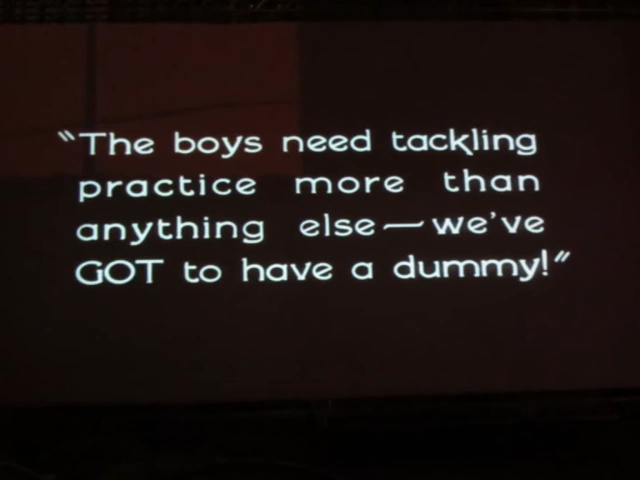 "The boys need tackling
practice more than
anything else—we've
GOT to have a dummy!"